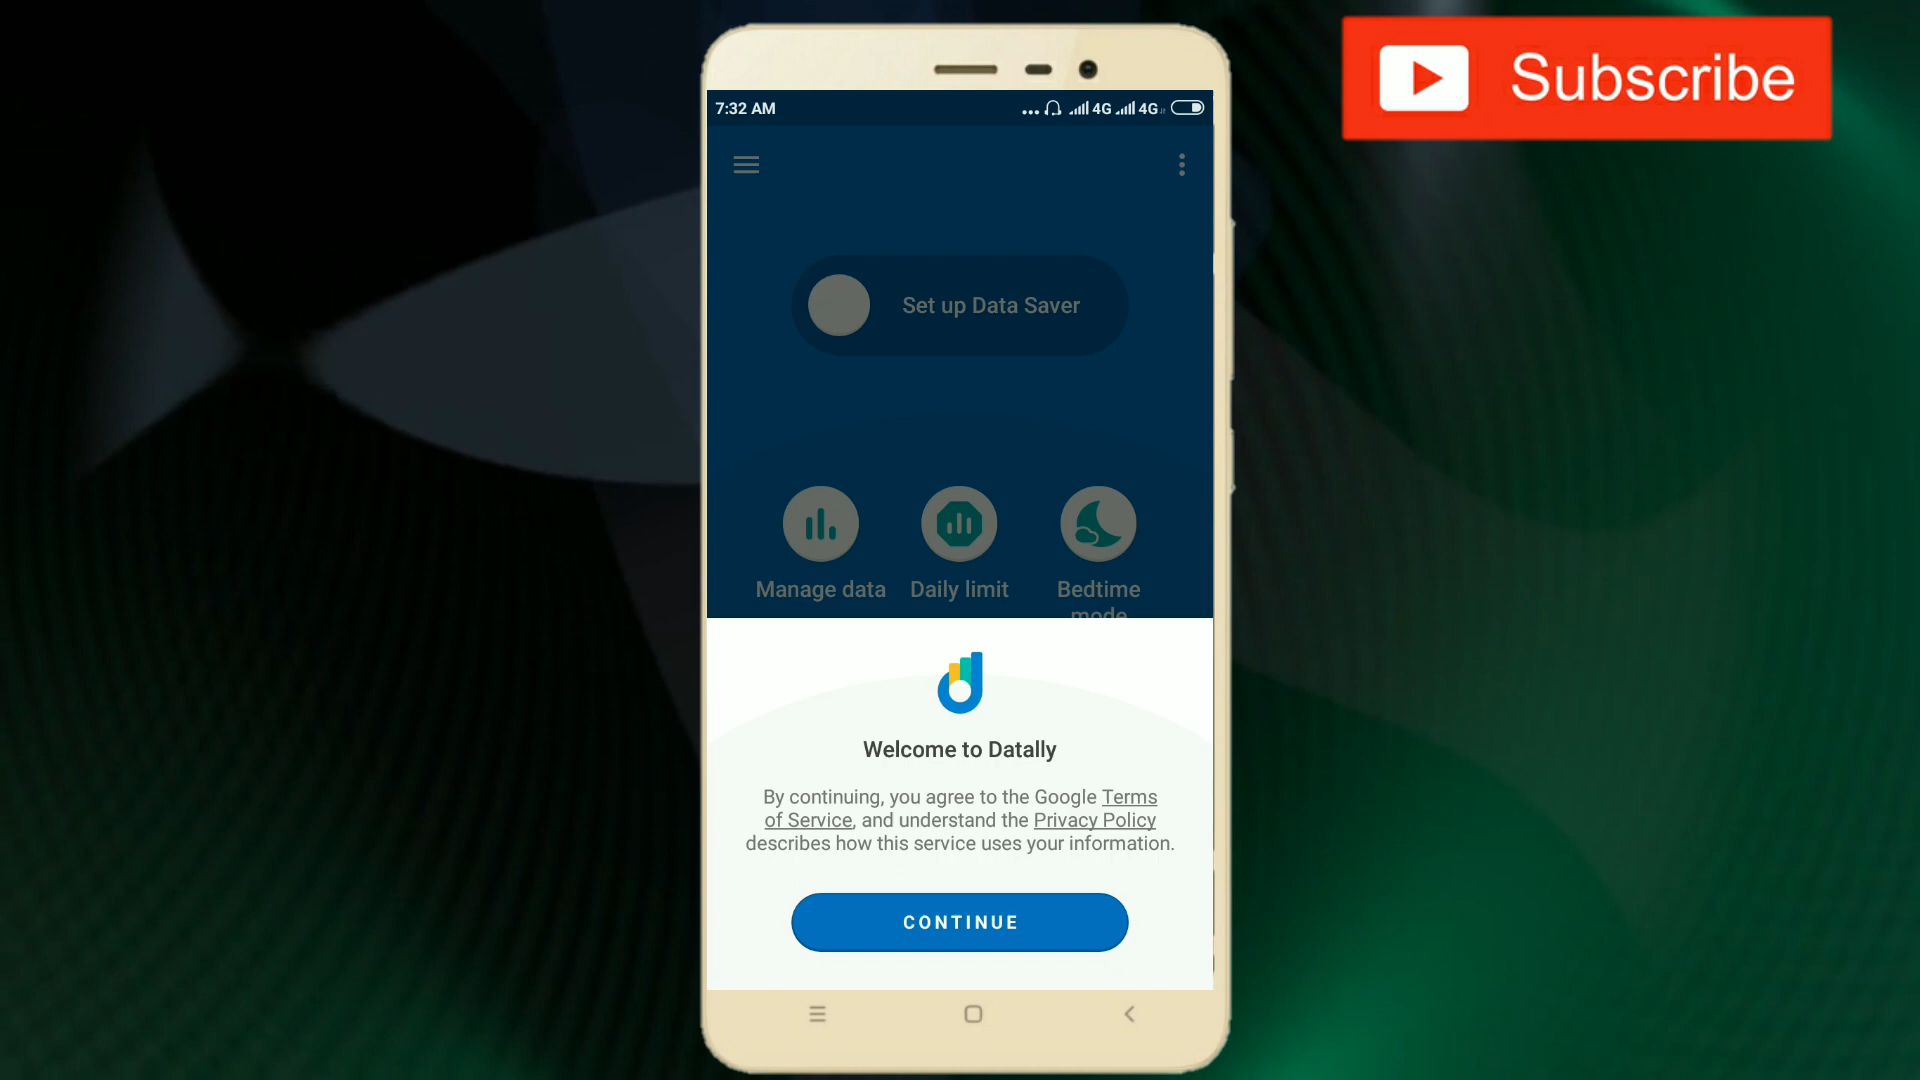 Subscribe
7:32 AM
4G 4G
Set up Data Saver
Manage data
Daily limit
Bedtime
mode
Welcome to Datally
By continuing, you agree to the Google Terms
of Service, and understand the Privacy Policy
describes how this service uses your information.
CONTINUE